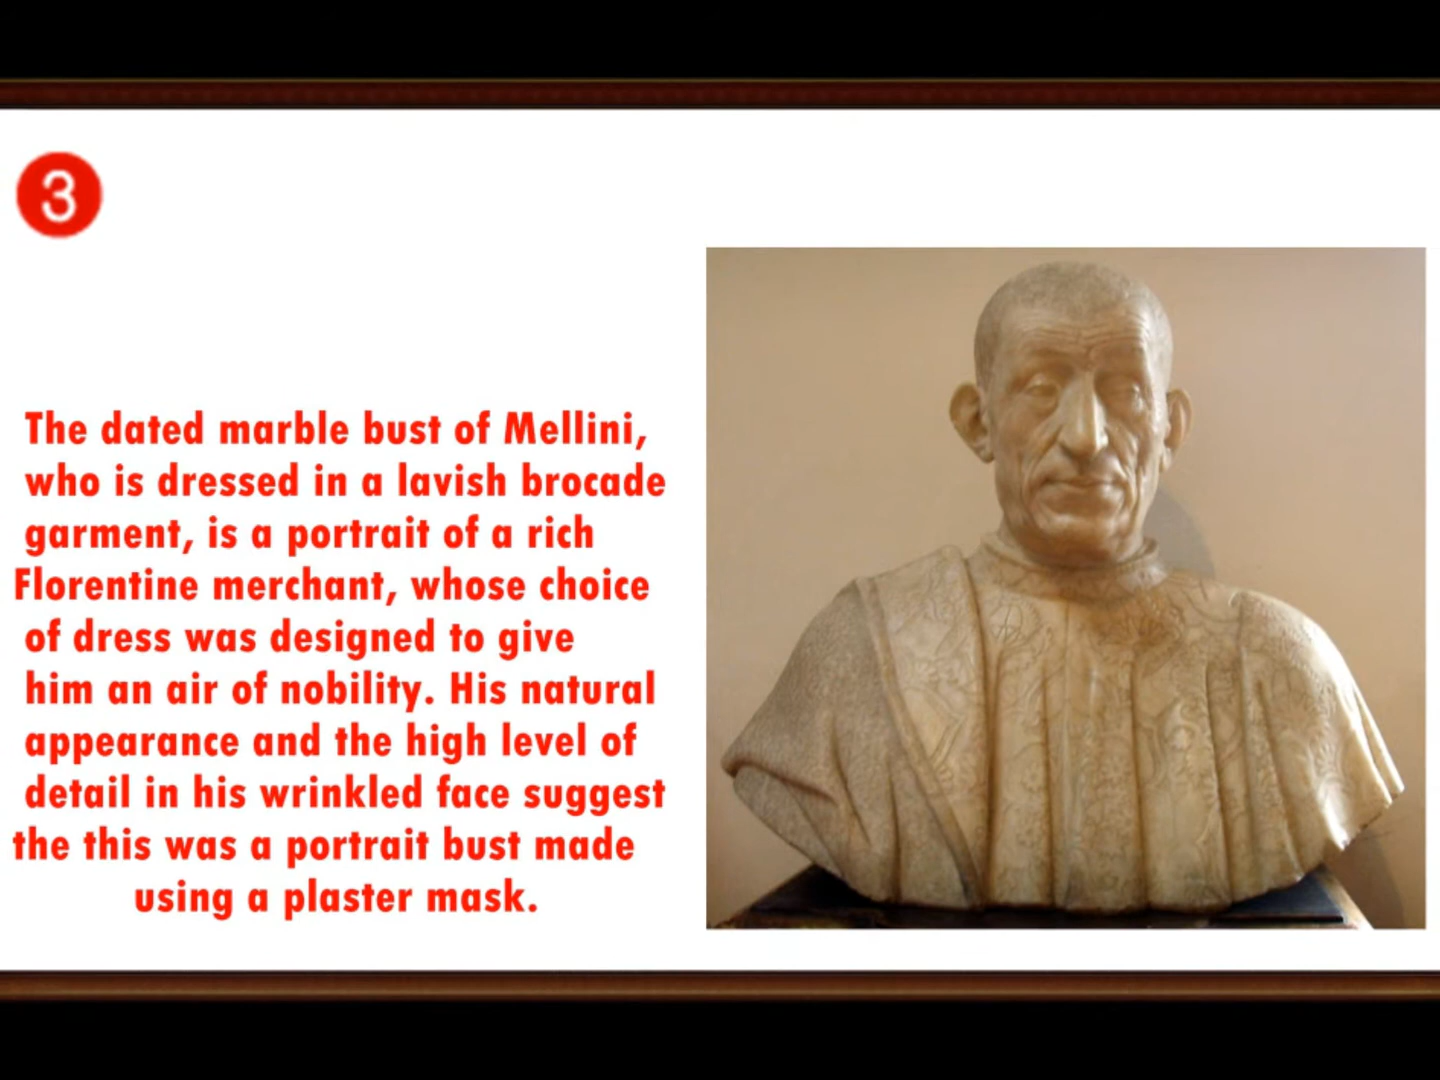 3
The dated marble bust of Mellini,
who is dressed in a lavish brocade
garment, is a portrait of a rich
Florentine merchant, whose choice
of dress was designed to give
him an air of nobility. His natural
appearance and the high level of
detail in his wrinkled face suggest
the this was a portrait bust made
using a plaster mask.